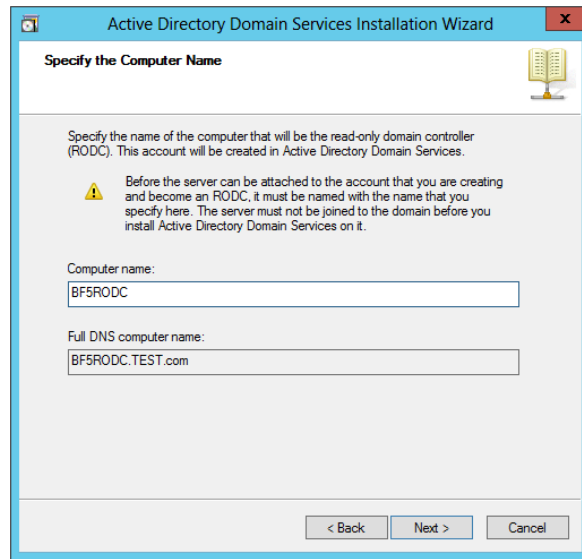 Active Directory Domain Services Installation Wizard
x
Specify the Computer Name
Specify the name of the computer that will be the read-only domain controller
(RODC). This account will be created in Active Directory Domain Services.
Before the server can be attached to the account that you are creating
and become an RODC, it must be named with the name that you
specify here. The server must not be joined to the domain before you
install Active Directory Domain Services on it.
Computer name:
BF5RODC
Full DNS computer name:
BF5RODC.TEST.com
< Back
Next >
Cancel